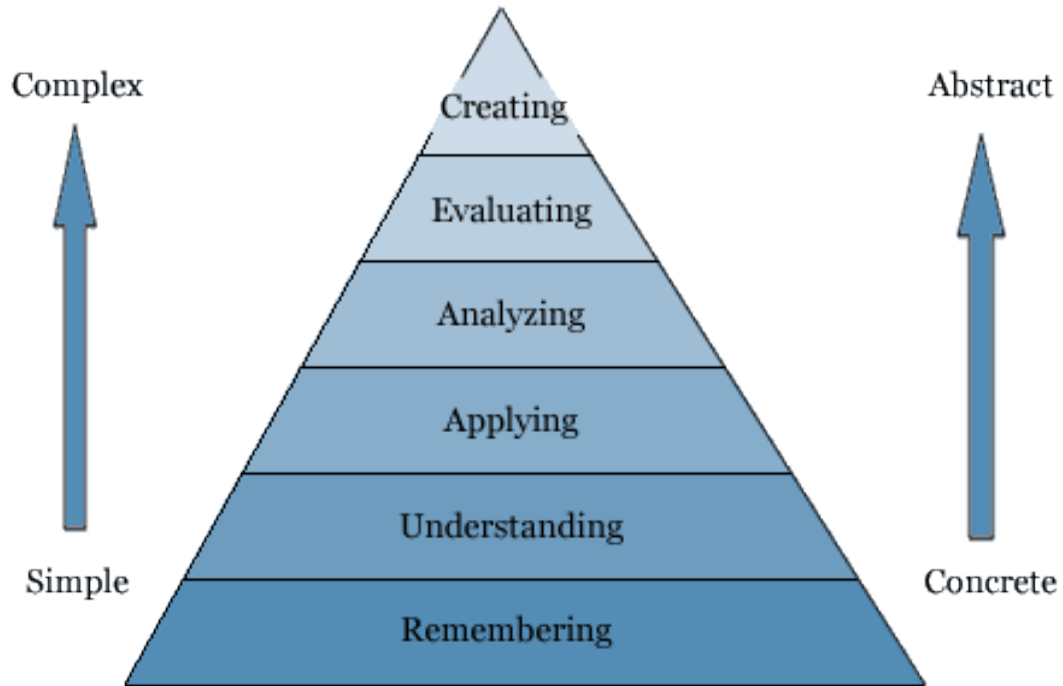 Complex
Abstract
Creating
Evaluating
Analyzing
Applying
Understanding
Simple
Concrete
Remembering